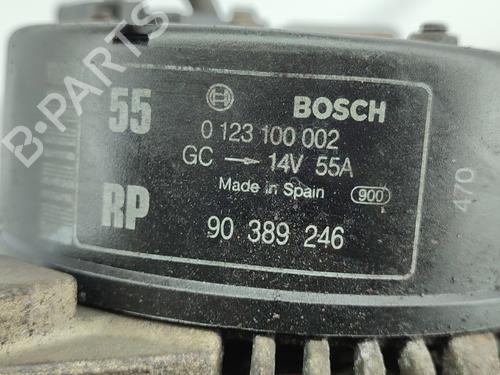 B-PARTS
55
BOSCH
0 123 100 002
GC → 14V 55A
Made in Spain 900
RP
90 389 246
470